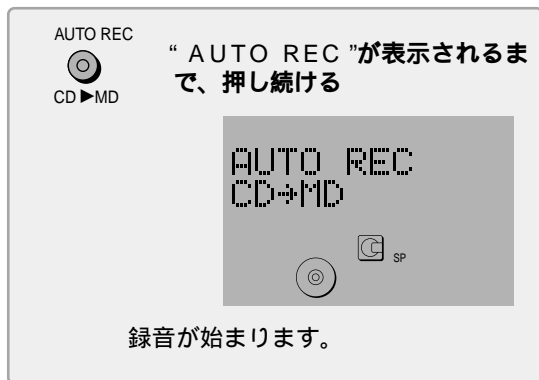 AUTO REC
CD►MD
“AUTO REC”が表示されるま
で、押し続ける
AUTO REC
CD→MD
SP
録音が始まります。